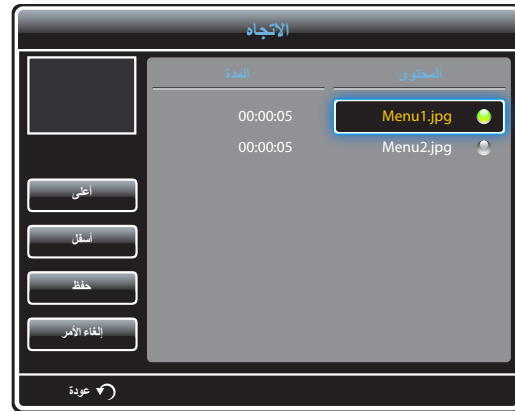 الاتجاه
المحتوى المدة
Menu1.jpg 00:00:05
Menu2.jpg 00:00:05
أعلى
أسفل
حفظ
إلغاء الأمر
عودة